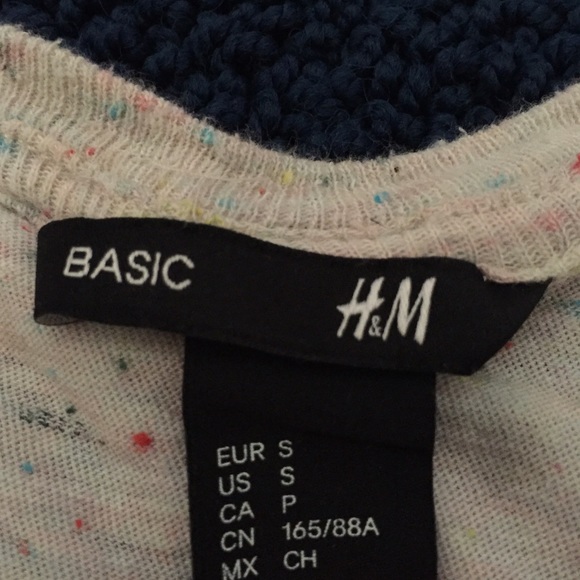 BASIC H&M
EUR S
US S
CA P
CN 165/88A
MX CH